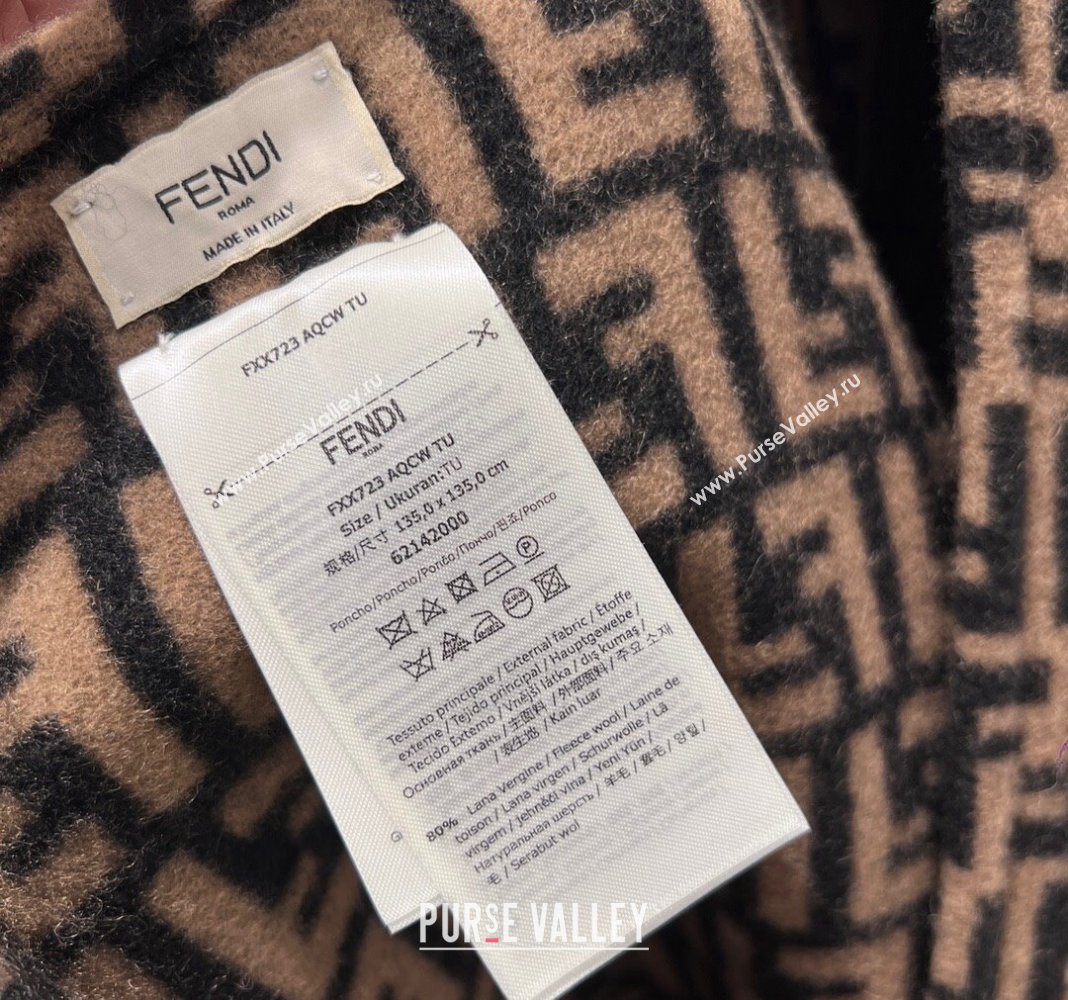 FENDI
ROMA
MADE IN ITALY
FXX723 AQCW TU
FENDI
ROMA
FXX723 AQCW TU
Size / Ukuran:TU
规格/尺寸 135,0 x 135,0 cm
62142000
Poncho/Poncho/Pončo/Пончо/판초/Ponco
Tessuto principale / External fabric / Étoffe
externe / Tejido principal / Hauptgewebe /
Tecido Externo / Vnější látka / dış kumaş /
Основная ткань / 主面料 / 外層面料 / 주요 소재
/ 表生地 / Kain luar
80% Lana Vergine / Fleece wool / Laine de
toison / Lana virgen / Schurwolle / Lã
virgem / Jehněčí vlna / Yeni Yün /
Натуральная шерсть / 羊毛 / 羊毛 / 양털 /
毛 / Serabut wol
G
www.PurseValley.ru
www.PurseValley.ru
PURSE VALLEY